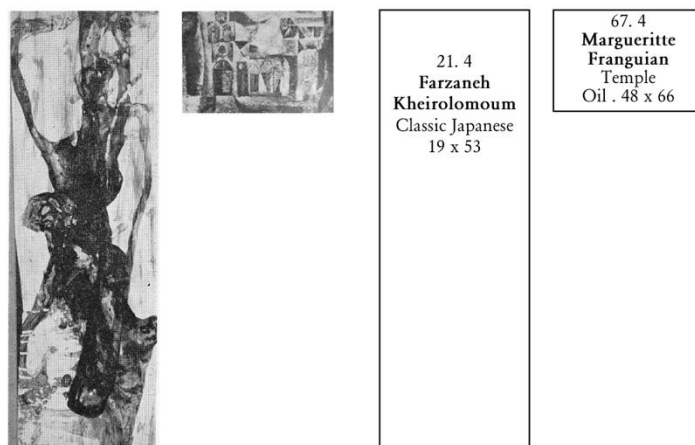 21. 4
Farzaneh
Kheirolomoum
Classic Japanese
19 x 53
67. 4
Margueritte
Franguian
Temple
Oil . 48 x 66